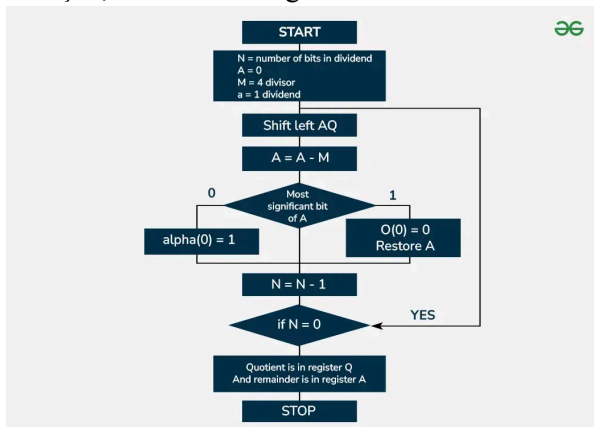 START
N = number of bits in dividend
A = 0
M = 4 divisor
a = 1 dividend
Shift left AQ
A = A - M
0
Most
significant bit
of A
1
alpha(0) = 1
O(0) = 0
Restore A
N = N - 1
if N = 0
YES
Quotient is in register Q
And remainder is in register A
STOP